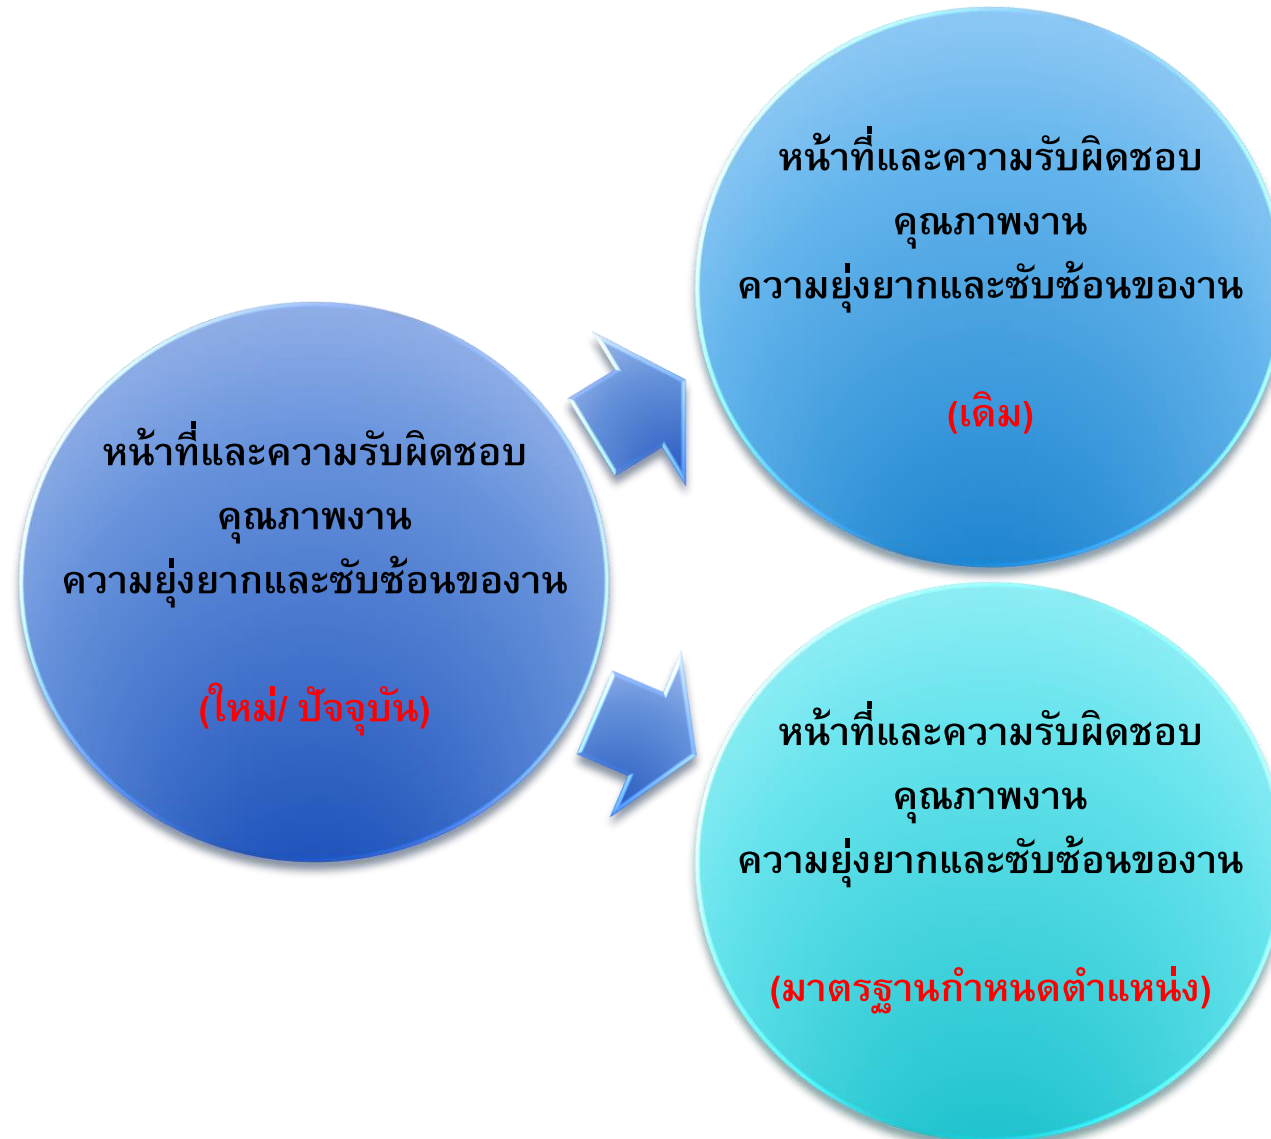 หน้าที่และความรับผิดชอบ
คุณภาพงาน
ความยุ่งยากและซับซ้อนของงาน
(ใหม่/ ปัจจุบัน)
หน้าที่และความรับผิดชอบ
คุณภาพงาน
ความยุ่งยากและซับซ้อนของงาน
(เดิม)
หน้าที่และความรับผิดชอบ
คุณภาพงาน
ความยุ่งยากและซับซ้อนของงาน
(มาตรฐานกำหนดตำแหน่ง)